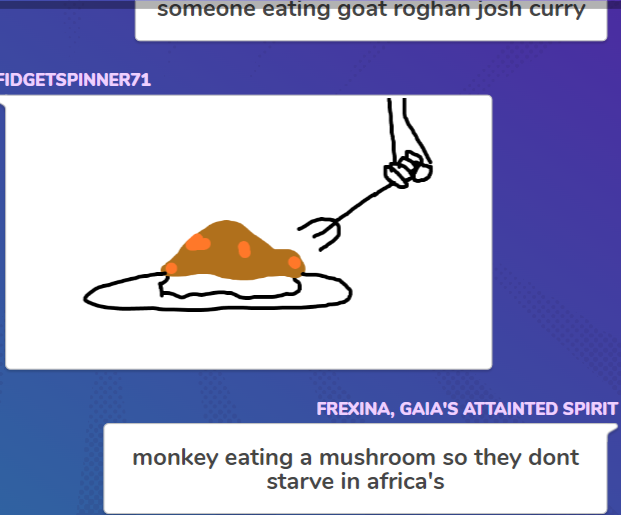 someone eating goat roghan josh curry
FIDGETSPINNER71
FREXINA, GAIA'S ATTAINTED SPIRIT
monkey eating a mushroom so they dont
starve in africa's